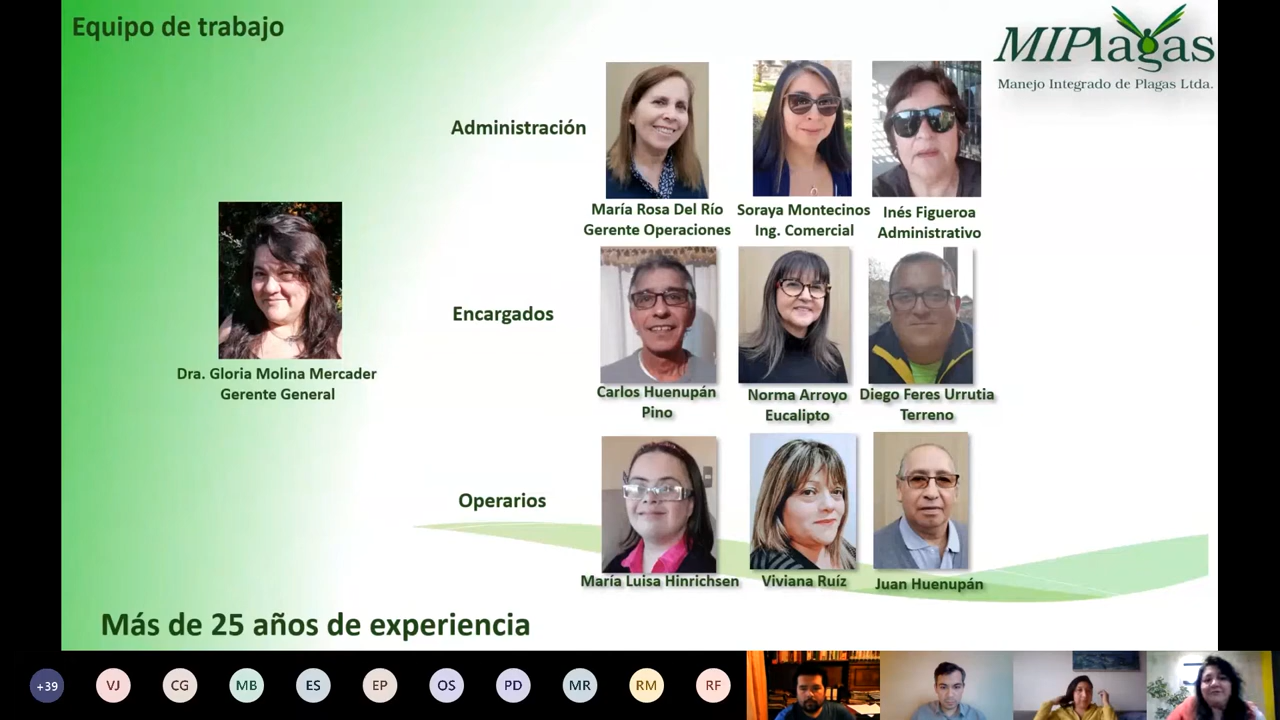 Equipo de trabajo
MIPlagas
Manejo Integrado de Plagas Ltda.
Administración
María Rosa Del Río
Gerente Operaciones
Soraya Montecinos
Ing. Comercial
Inés Figueroa
Administrativo
Dra. Gloria Molina Mercader
Gerente General
Encargados
Carlos Huenupán
Pino
Norma Arroyo
Eucalipto
Diego Feres Urrutia
Terreno
Operarios
María Luisa Hinrichsen
Viviana Ruíz
Juan Huenupán
Más de 25 años de experiencia
+39
VJ
CG
MB
ES
EP
OS
PD
MR
RM
RF